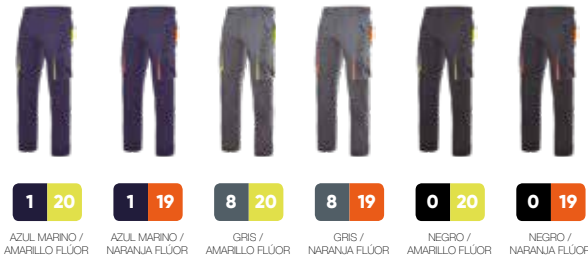 1 20 1 19 8 20 8 19 0 20 0 19
AZUL MARINO / AZUL MARINO / GRIS / GRIS / NEGRO / NEGRO /
AMARILLO FLÚOR NARANJA FLÚOR AMARILLO FLÚOR NARANJA FLÚOR AMARILLO FLÚOR NARANJA FLÚOR